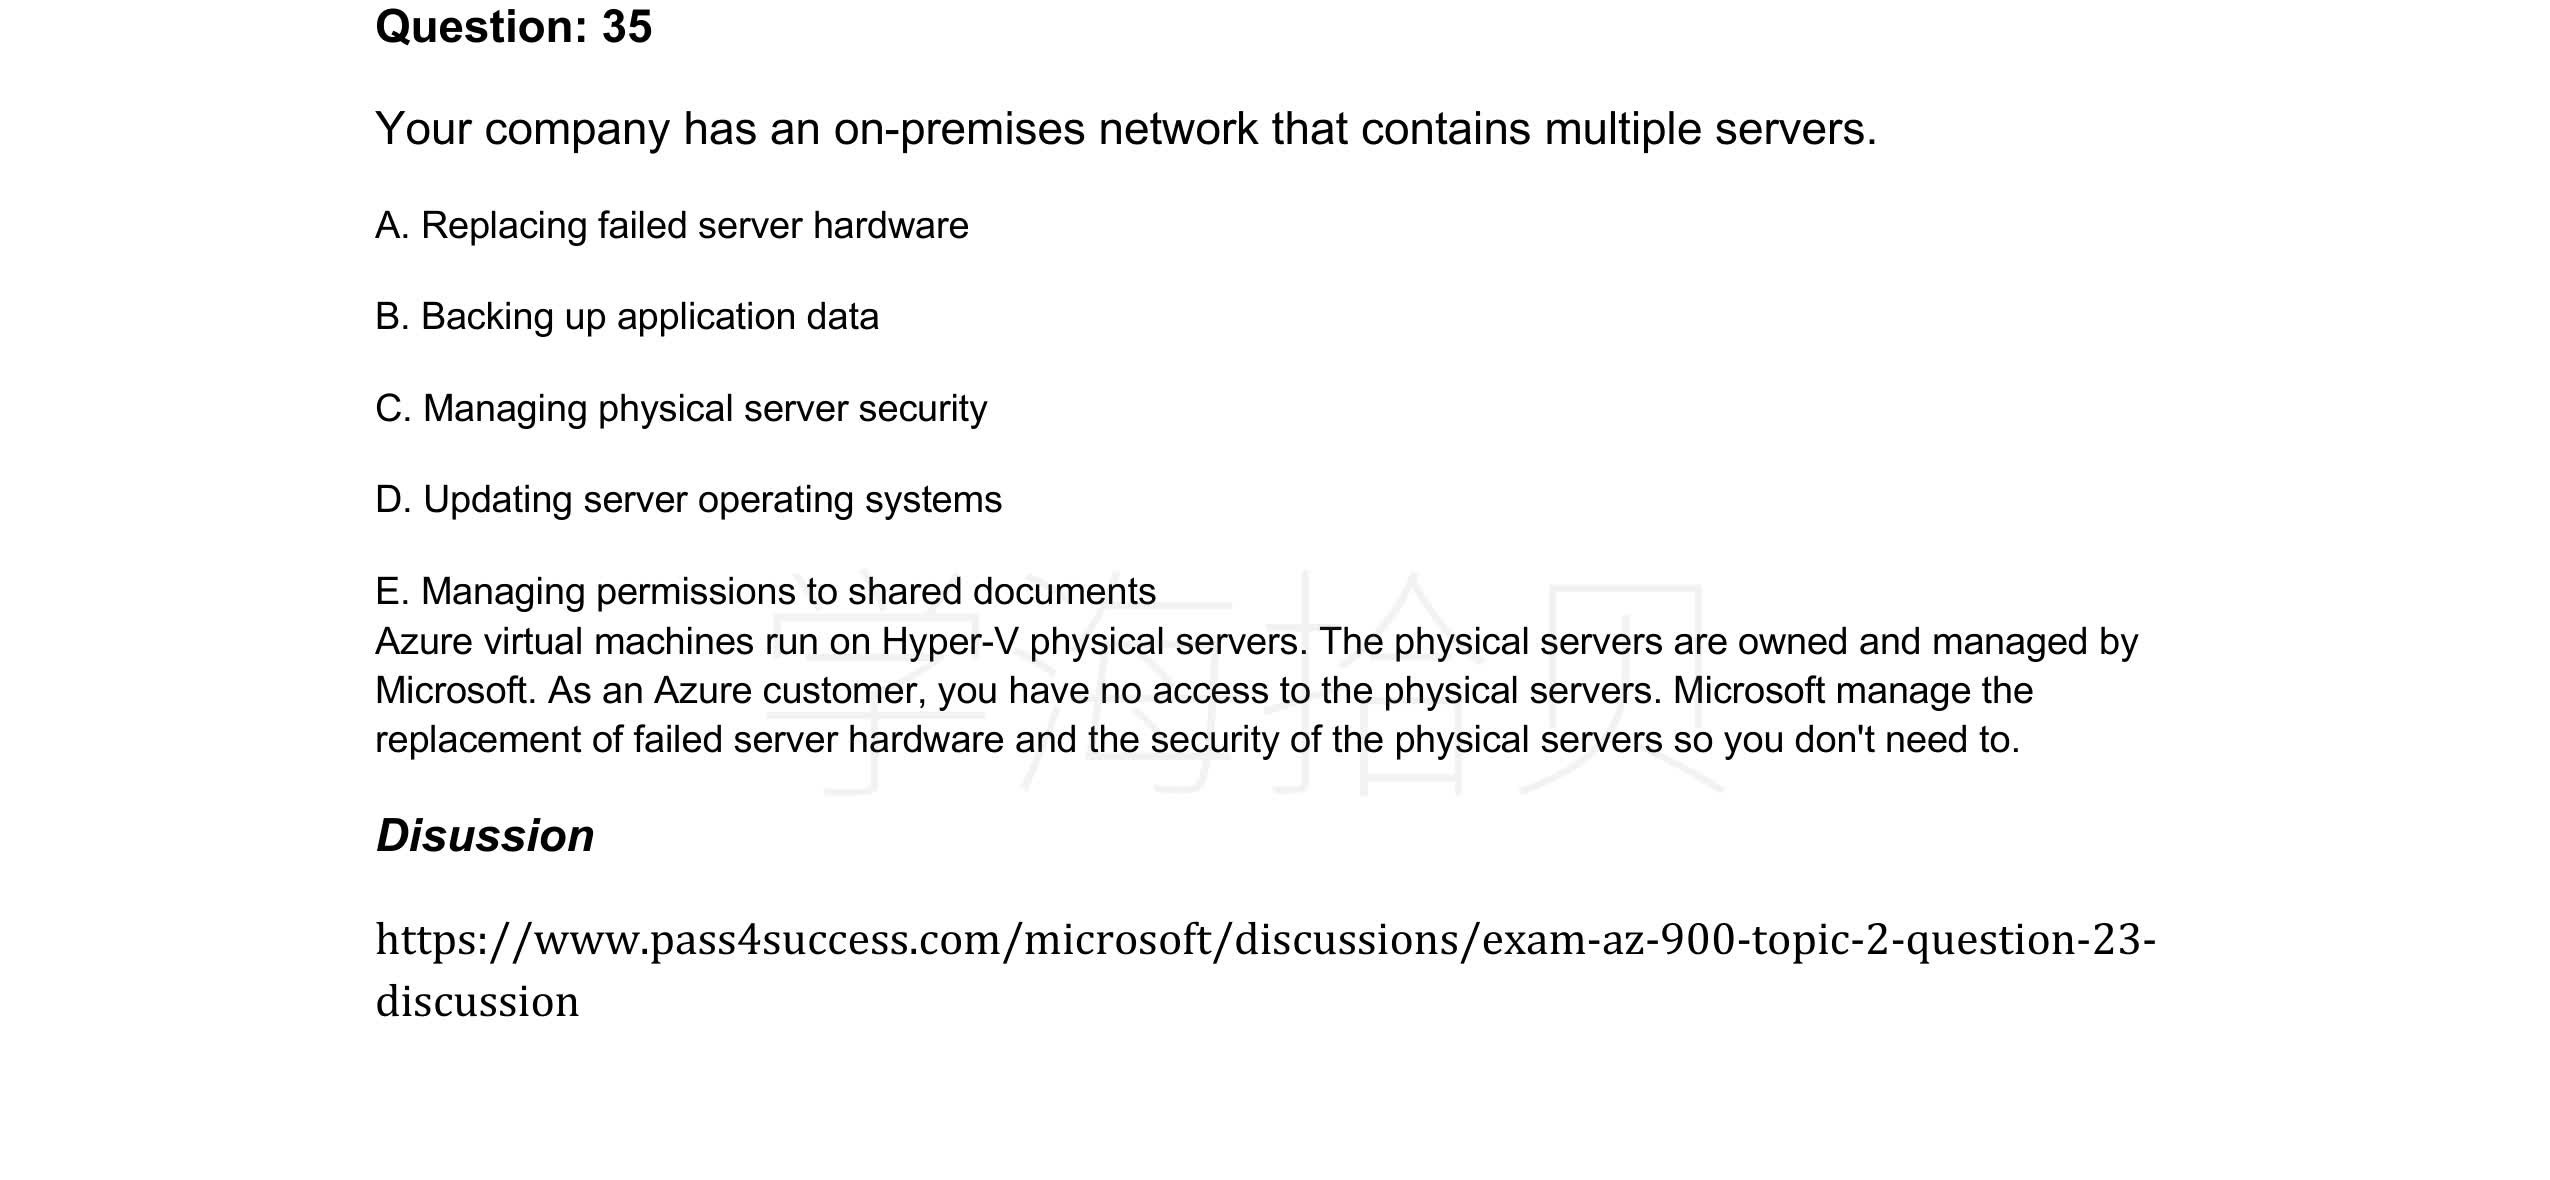 Question: 35
Your company has an on-premises network that contains multiple servers.
A. Replacing failed server hardware
B. Backing up application data
C. Managing physical server security
D. Updating server operating systems
E. Managing permissions to shared documents
Azure virtual machines run on Hyper-V physical servers. The physical servers are owned and managed by
Microsoft. As an Azure customer, you have no access to the physical servers. Microsoft manage the
replacement of failed server hardware and the security of the physical servers so you don't need to.
学海拾贝
Disussion
https://www.pass4success.com/microsoft/discussions/exam-az-900-topic-2-question-23-
discussion